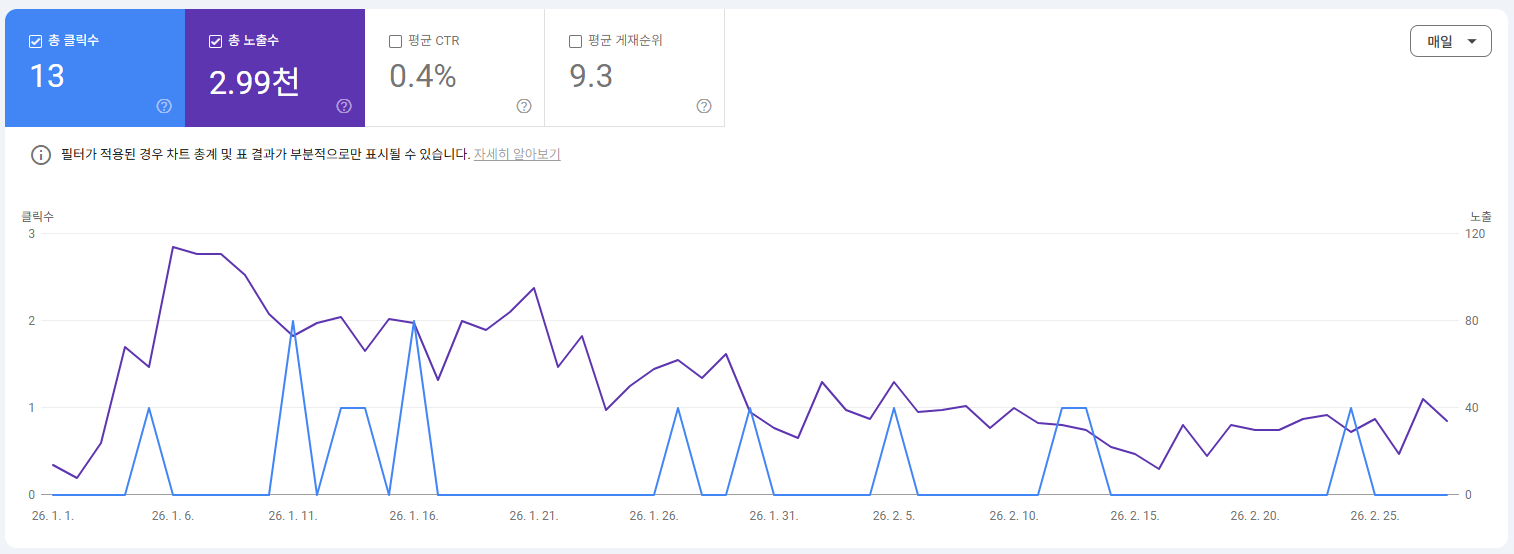 총 클릭수
13
총 노출수
2.99천
평균 CTR
0.4%
평균 게재순위
9.3
매일
필터가 적용된 경우 차트 총계 및 표 결과가 부분적으로만 표시될 수 있습니다. 자세히 알아보기
클릭수 노출
3 120
2 80
1 40
0 0
26. 1. 1. 26. 1. 6. 26. 1. 11. 26. 1. 16. 26. 1. 21. 26. 1. 26. 26. 1. 31. 26. 2. 5. 26. 2. 10. 26. 2. 15. 26. 2. 20. 26. 2. 25.